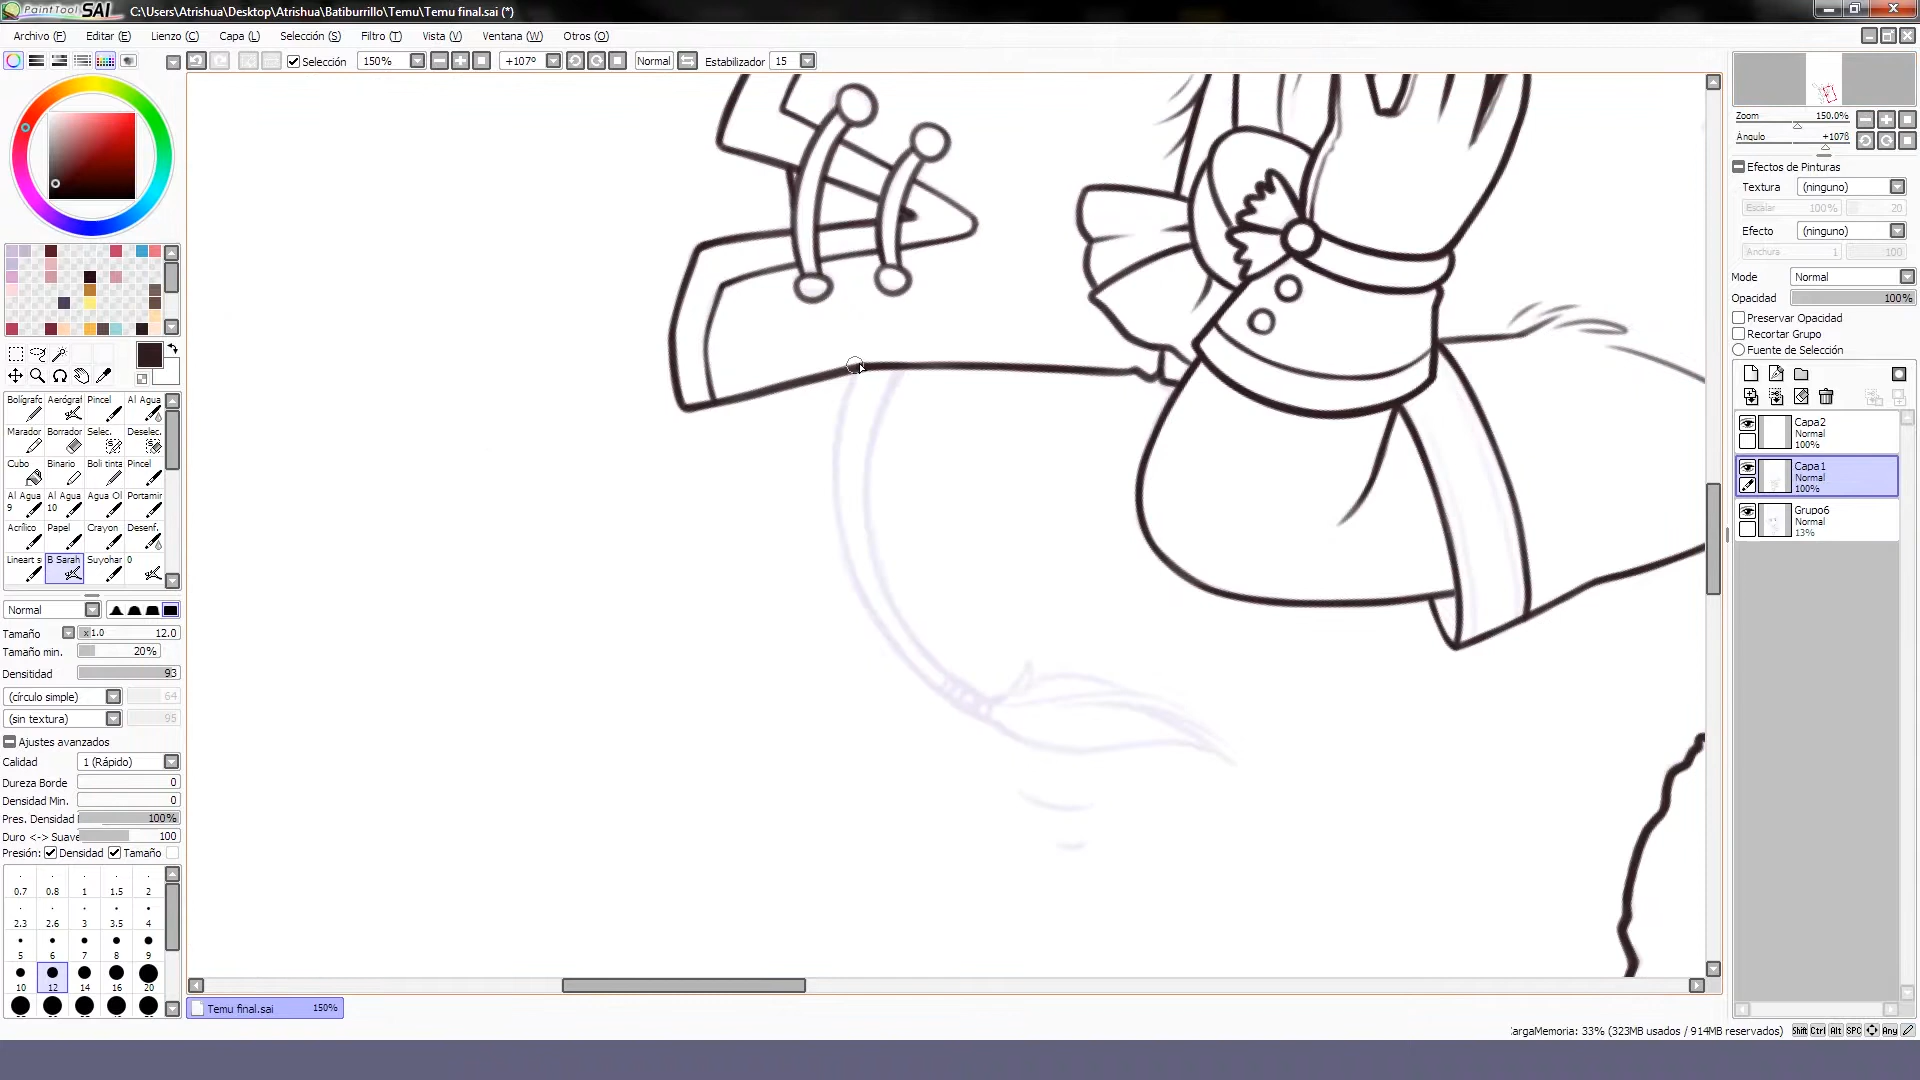 PaintTool SAI C:\Users\Atrishua\Desktop\Atrishua\Batiburrillo\Temu\Temu final.sai (*)
Archivo (F) Editar (E) Lienzo (C) Capa (L) Selección (S) Filtro (T) Vista (V) Ventana (W) Otros (O)
Selección 150% +107º Normal Estabilizador 15
Zoom 150.0%
Ángulo +107ß
Efectos de Pinturas
Textura (ninguno)
Escalar 100% 20
Efecto (ninguno)
Anchura 1 100
Mode Normal
Opacidad 100%
Preservar Opacidad
Recortar Grupo
Fuente de Selección
Capa2
Normal
100%
Capa1
Normal
100%
Grupo6
Normal
13%
Bolígrafc Aerógraf Pincel Al Agua
Marador Borrador Selec. Deselec.
Cubo Binario Boli tinta Pincel
Al Agua 9 Al Agua 10 Agua Ol Portamir
Acrílico Papel Crayon Desenf.
Lineart s B Sarah Suyohar 0
Normal
Tamaño x1.0 12.0
Tamaño min. 20%
Densitidad 93
(círculo simple) 64
(sin textura) 95
Ajustes avanzados
Calidad 1 (Rápido)
Dureza Borde 0
Densidad Min. 0
Pres. Densidad 100%
Duro <-> Suave 100
Presión: Densidad Tamaño
0.7 0.8 1 1.5 2
2.3 2.6 3 3.5 4
5 6 7 8 9
10 12 14 16 20
Temu final.sai 150%
CargaMemoria: 33% (323MB usados / 914MB reservados) Shift Ctrl Alt SPC Any